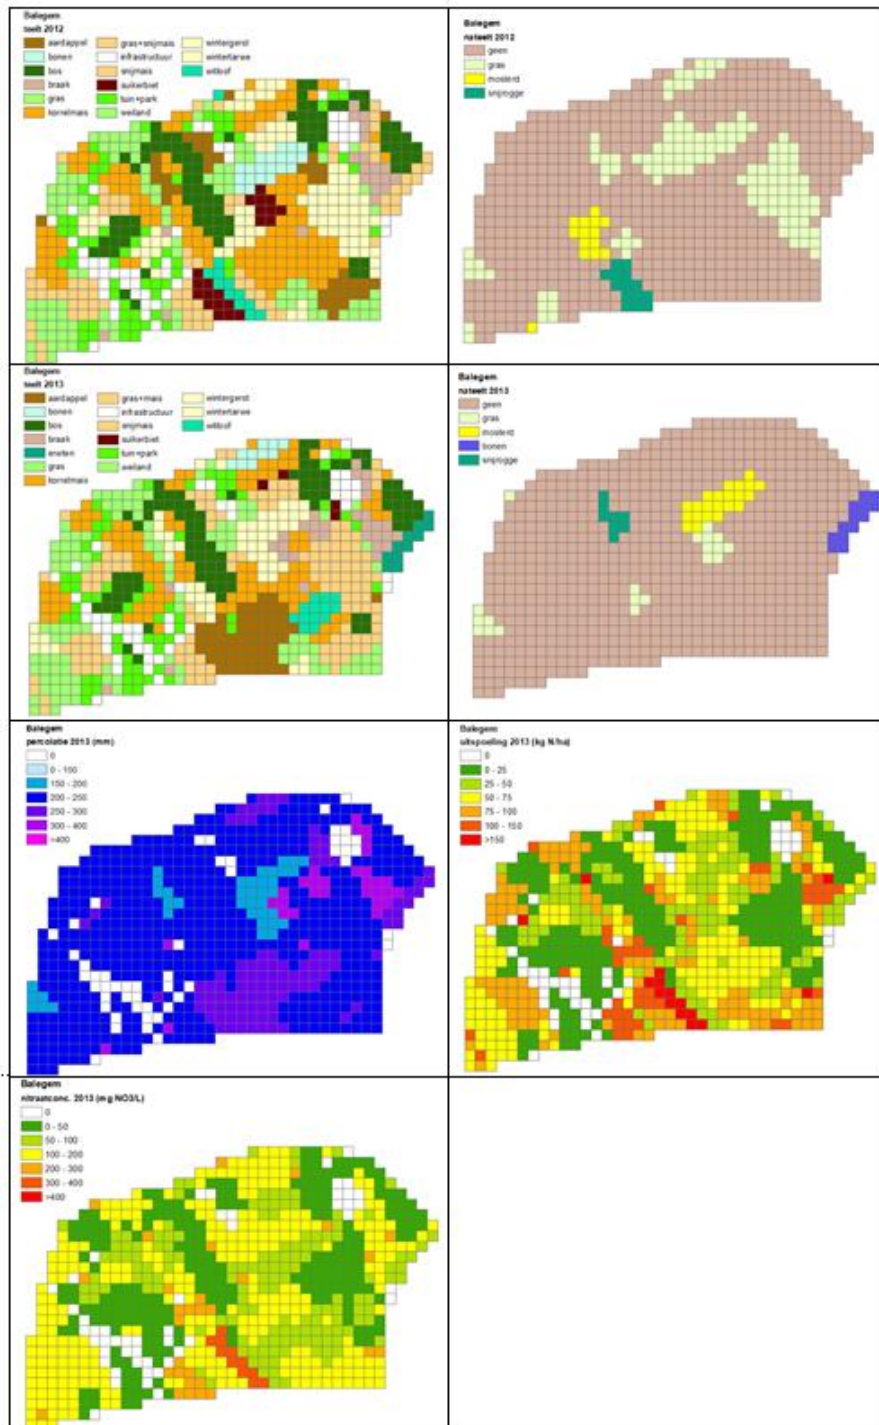 Balegem
teelt 2012
aardappel
bonen
bos
braak
gras
korrelmais
gras+snijmais
infrastructuur
snijmais
suikerbiet
tuin+park
weiland
wintergerst
wintertarwe
witlof
Balegem
nateelt 2012
geen
gras
mosterd
snijrogge
Balegem
teelt 2013
aardappel
bonen
bos
braak
erwten
gras
korrelmais
gras+mais
infrastructuur
snijmais
suikerbiet
tuin+park
weiland
wintergerst
wintertarwe
witlof
Balegem
nateelt 2013
geen
gras
mosterd
bonen
snijrogge
Balegem
percolatie 2013 (mm)
0
0 - 150
150 - 200
200 - 250
250 - 300
300 - 400
>400
Balegem
uitspoeling 2013 (kg N/ha)
0
0 - 25
25 - 50
50 - 75
75 - 100
100 - 150
>150
Balegem
nitraatconc. 2013 (mg NO3/L)
0
0 - 50
50 - 100
100 - 200
200 - 300
300 - 400
>400